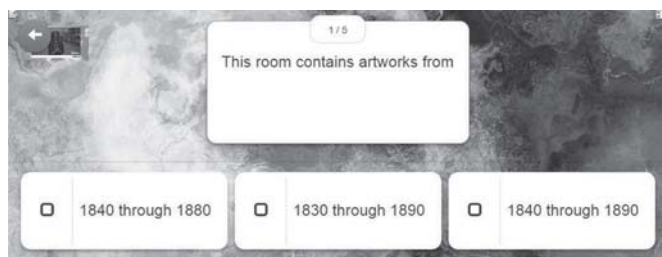 1/5
This room contains artworks from
1840 through 1880
1830 through 1890
1840 through 1890